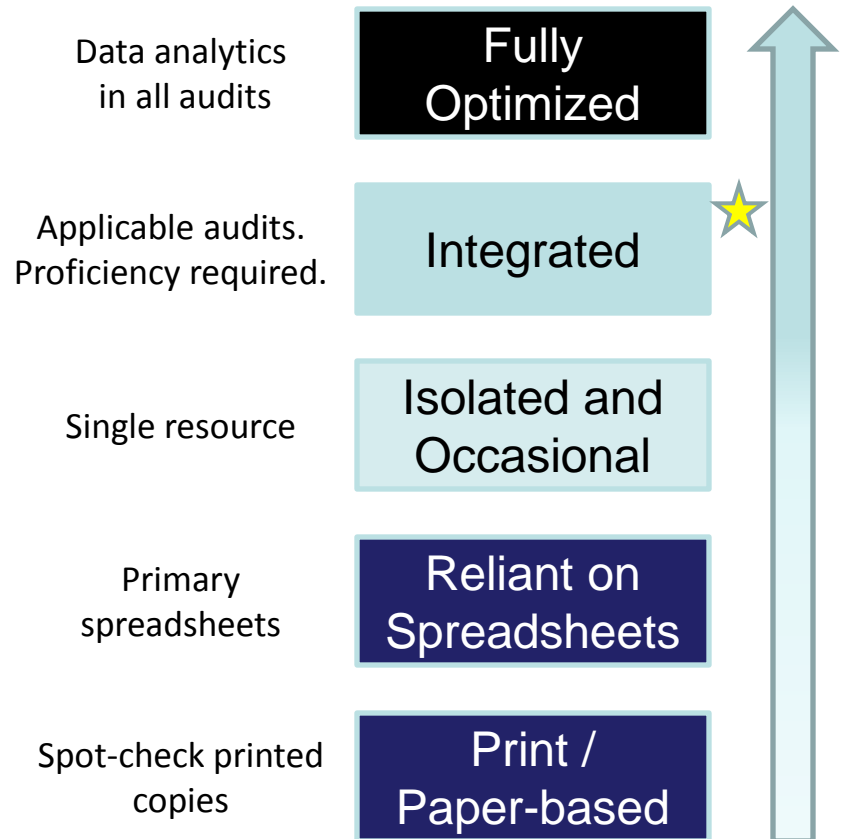 Data analytics
in all audits
Fully
Optimized
Applicable audits.
Proficiency required.
Integrated
Single resource
Isolated and
Occasional
Primary
spreadsheets
Reliant on
Spreadsheets
Spot-check printed
copies
Print /
Paper-based